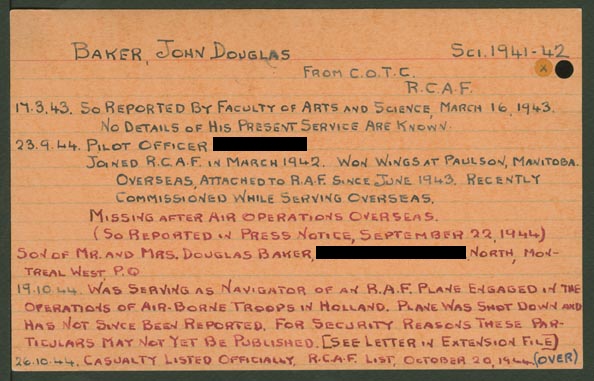 BAKER, JOHN DOUGLAS SCI. 1941-42
X
FROM C.O.T.C.
R.C.A.F.
17.3.43. SO REPORTED BY FACULTY OF ARTS AND SCIENCE, MARCH 16, 1943.
NO DETAILS OF HIS PRESENT SERVICE ARE KNOWN.
23.9.44. PILOT OFFICER
JOINED R.C.A.F. IN MARCH 1942. WON WINGS AT PAULSON, MANITOBA.
OVERSEAS, ATTACHED TO R.A.F. SINCE JUNE 1943. RECENTLY
COMMISSIONED WHILE SERVING OVERSEAS.
MISSING AFTER AIR OPERATIONS OVERSEAS.
(SO REPORTED IN PRESS NOTICE, SEPTEMBER 22, 1944)
SON OF MR. AND MRS. DOUGLAS BAKER, NORTH, MON-
TREAL WEST, P.Q
19.10.44. WAS SERVING AS NAVIGATOR OF AN R.A.F. PLANE ENGAGED IN THE
OPERATIONS OF AIR-BORNE TROOPS IN HOLLAND. PLANE WAS SHOT DOWN AND
HAS NOT SINCE BEEN REPORTED. FOR SECURITY REASONS THESE PAR-
TICULARS MAY NOT YET BE PUBLISHED. [SEE LETTER IN EXTENSION FILE]
26.10.44. CASUALTY LISTED OFFICIALLY, R.C.A.F. LIST, OCTOBER 20, 1944. (OVER)